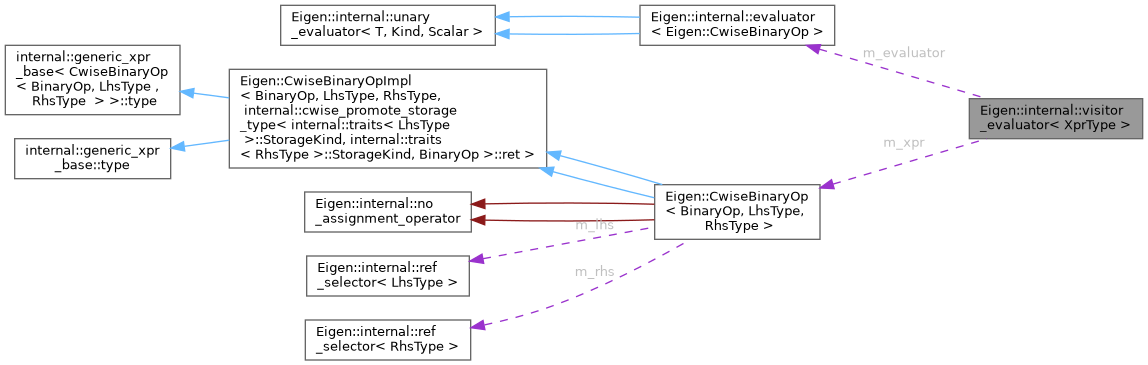 Eigen::internal::unary
_evaluator< T, Kind, Scalar >
Eigen::internal::evaluator
< Eigen::CwiseBinaryOp >
internal::generic_xpr
_base< CwiseBinaryOp
< BinaryOp, LhsType ,
RhsType > >::type
m_evaluator
Eigen::CwiseBinaryOpImpl
< BinaryOp, LhsType, RhsType,
internal::cwise_promote_storage
_type< internal::traits< LhsType
>::StorageKind, internal::traits
< RhsType >::StorageKind, BinaryOp >::ret >
Eigen::internal::visitor
_evaluator< XprType >
internal::generic_xpr
_base::type
m_xpr
Eigen::internal::no
_assignment_operator
Eigen::CwiseBinaryOp
< BinaryOp, LhsType,
RhsType >
m_lhs
Eigen::internal::ref
_selector< LhsType >
m_rhs
Eigen::internal::ref
_selector< RhsType >